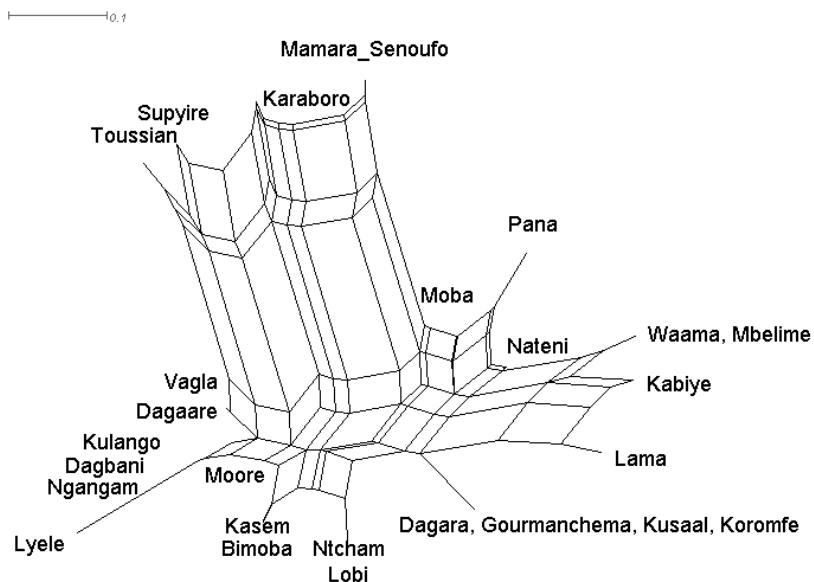 0.1
Mamara_Senoufo
Karaboro
Supyire
Toussian
Pana
Moba
Nateni
Waama, Mbelime
Kabiye
Vagla
Dagaare
Kulango
Dagbani
Ngangam
Moore
Lama
Lyele
Kasem
Bimoba
Ntcham
Lobi
Dagara, Gourmanchema, Kusaal, Koromfe